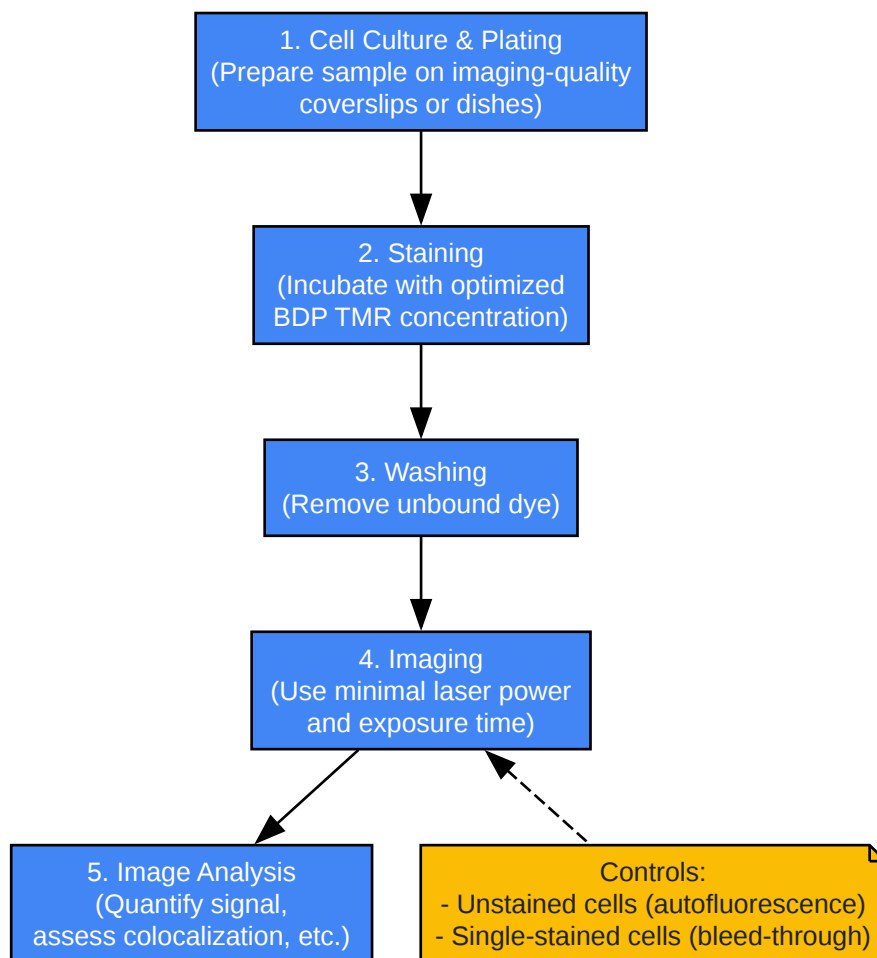 1. Cell Culture & Plating
(Prepare sample on imaging-quality
coverslips or dishes)
2. Staining
(Incubate with optimized
BDP TMR concentration)
3. Washing
(Remove unbound dye)
4. Imaging
(Use minimal laser power
and exposure time)
5. Image Analysis
(Quantify signal,
assess colocalization, etc.)
Controls:
- Unstained cells (autofluorescence)
- Single-stained cells (bleed-through)